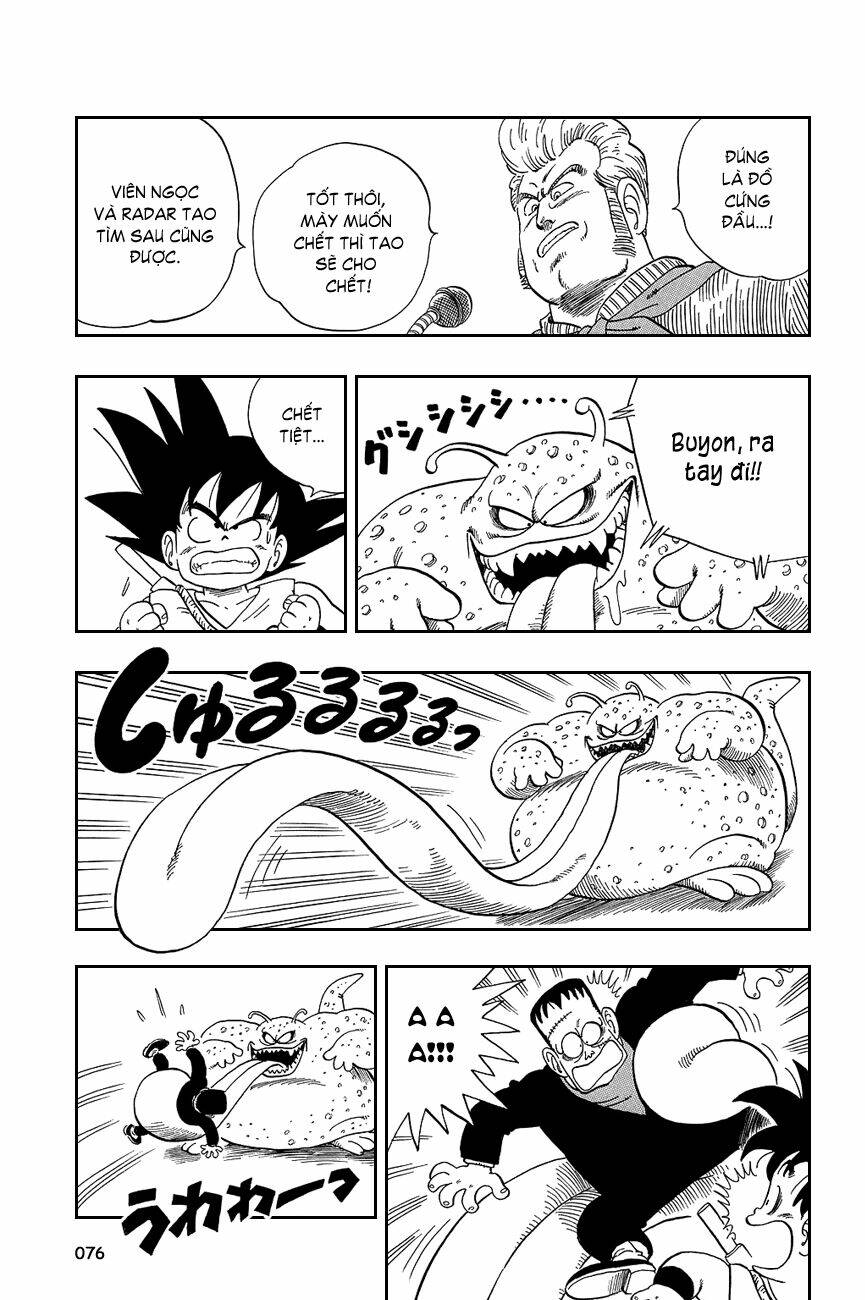 ĐÚNG
LÀ ĐỒ
CỨNG
ĐẦU...!
TỐT THÔI,
MÀY MUỐN
CHẾT THÌ TAO
SẼ CHO
CHẾT!
VIÊN NGỌC
VÀ RADAR TAO
TÌM SAU CŨNG
ĐƯỢC.
CHẾT
TIỆT...
グシシシシ....
Buyon, ra
tay đi!!
しゅるるるるるっ
A A
A!!!
うわわーっ
076